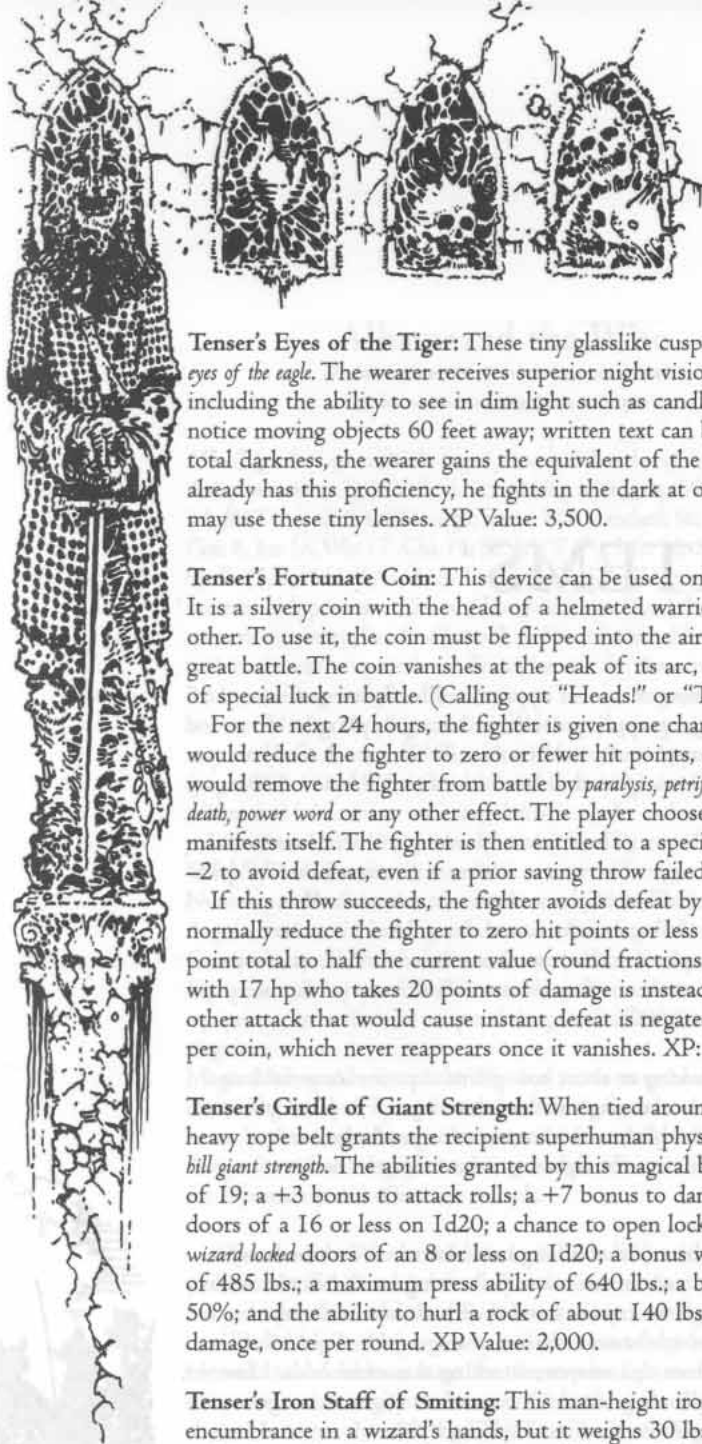 Tenser's Eyes of the Tiger: These tiny glasslike cusp
eyes of the eagle. The wearer receives superior night visio
including the ability to see in dim light such as candl
notice moving objects 60 feet away; written text can b
total darkness, the wearer gains the equivalent of the
already has this proficiency, he fights in the dark at o
may use these tiny lenses. XP Value: 3,500.
Tenser's Fortunate Coin: This device can be used on
It is a silvery coin with the head of a helmeted warrio
other. To use it, the coin must be flipped into the air
great battle. The coin vanishes at the peak of its arc,
of special luck in battle. (Calling out "Heads!" or "T
For the next 24 hours, the fighter is given one chan
would reduce the fighter to zero or fewer hit points,
would remove the fighter from battle by paralysis, petrif
death, power word or any other effect. The player choose
manifests itself. The fighter is then entitled to a speci
–2 to avoid defeat, even if a prior saving throw failed
If this throw succeeds, the fighter avoids defeat by
normally reduce the fighter to zero hit points or less
point total to half the current value (round fractions
with 17 hp who takes 20 points of damage is instead
other attack that would cause instant defeat is negate
per coin, which never reappears once it vanishes. XP:
Tenser's Girdle of Giant Strength: When tied aroun
heavy rope belt grants the recipient superhuman phys
hill giant strength. The abilities granted by this magical b
of 19; a +3 bonus to attack rolls; a +7 bonus to dam
doors of a 16 or less on 1d20; a chance to open lock
wizard locked doors of an 8 or less on 1d20; a bonus w
of 485 lbs.; a maximum press ability of 640 lbs.; a b
50%; and the ability to hurl a rock of about 140 lbs
damage, once per round. XP Value: 2,000.
Tenser's Iron Staff of Smiting: This man-height iro
encumbrance in a wizard's hands, but it weighs 30 lb